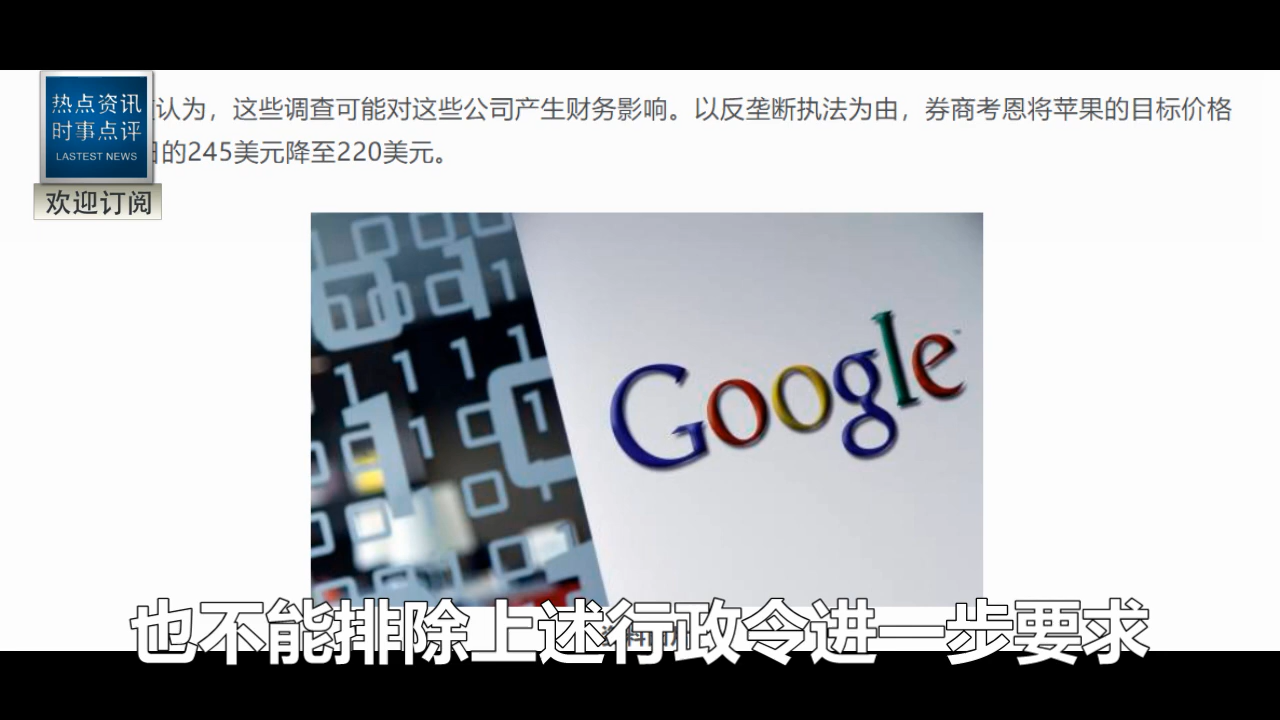 热点资讯
时事点评
LASTEST NEWS
欢迎订阅
认为，这些调查可能对这些公司产生财务影响。以反垄断执法为由，券商考恩将苹果的目标价格
的245美元降至220美元。
Google
也不能排除上述行政令进一步要求